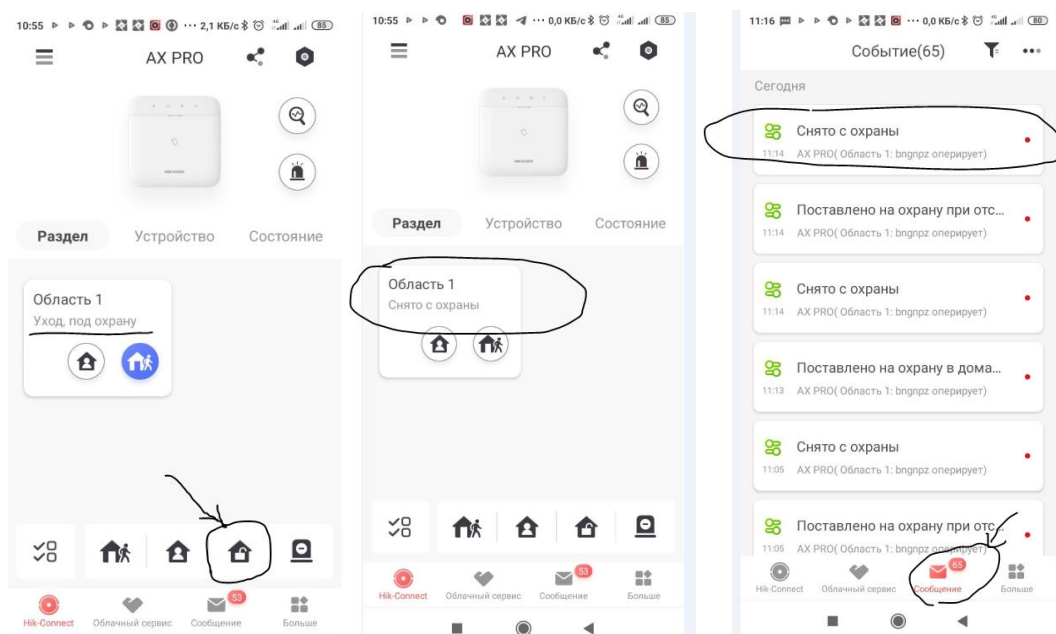 10:55
2,1 КБ/с
85
AX PRO
Раздел
Устройство
Состояние
Область 1
Уход, под охрану
53
Hik-Connect
Облачный сервис
Сообщение
Больше
10:55
0,0 КБ/с
85
AX PRO
Раздел
Устройство
Состояние
Область 1
Снято с охраны
53
Hik-Connect
Облачный сервис
Сообщение
Больше
11:16
0,0 КБ/с
80
Событие(65)
Сегодня
Снято с охраны
11:14 AX PRO( Область 1: bngnpz оперирует)
Поставлено на охрану при отс...
11:14 AX PRO( Область 1: bngnpz оперирует)
Снято с охраны
11:14 AX PRO( Область 1: bngnpz оперирует)
Поставлено на охрану в дома...
11:13 AX PRO( Область 1: bngnpz оперирует)
Снято с охраны
11:05 AX PRO( Область 1: bngnpz оперирует)
Поставлено на охрану при отс...
11:05 AX PRO( Область 1: bngnpz оперирует)
65
Hik-Connect
Облачный сервис
Сообщение
Больше